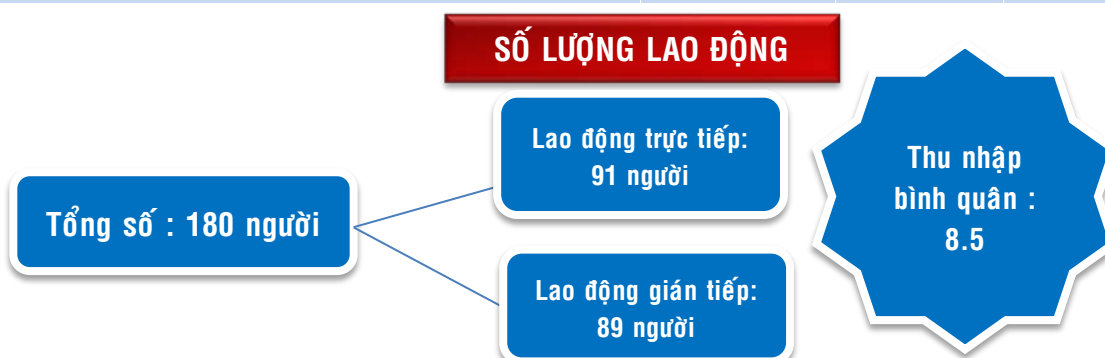 SỐ LƯỢNG LAO ĐỘNG
Tổng số : 180 người
Lao động trực tiếp:
91 người
Lao động gián tiếp:
89 người
Thu nhập
bình quân :
8.5